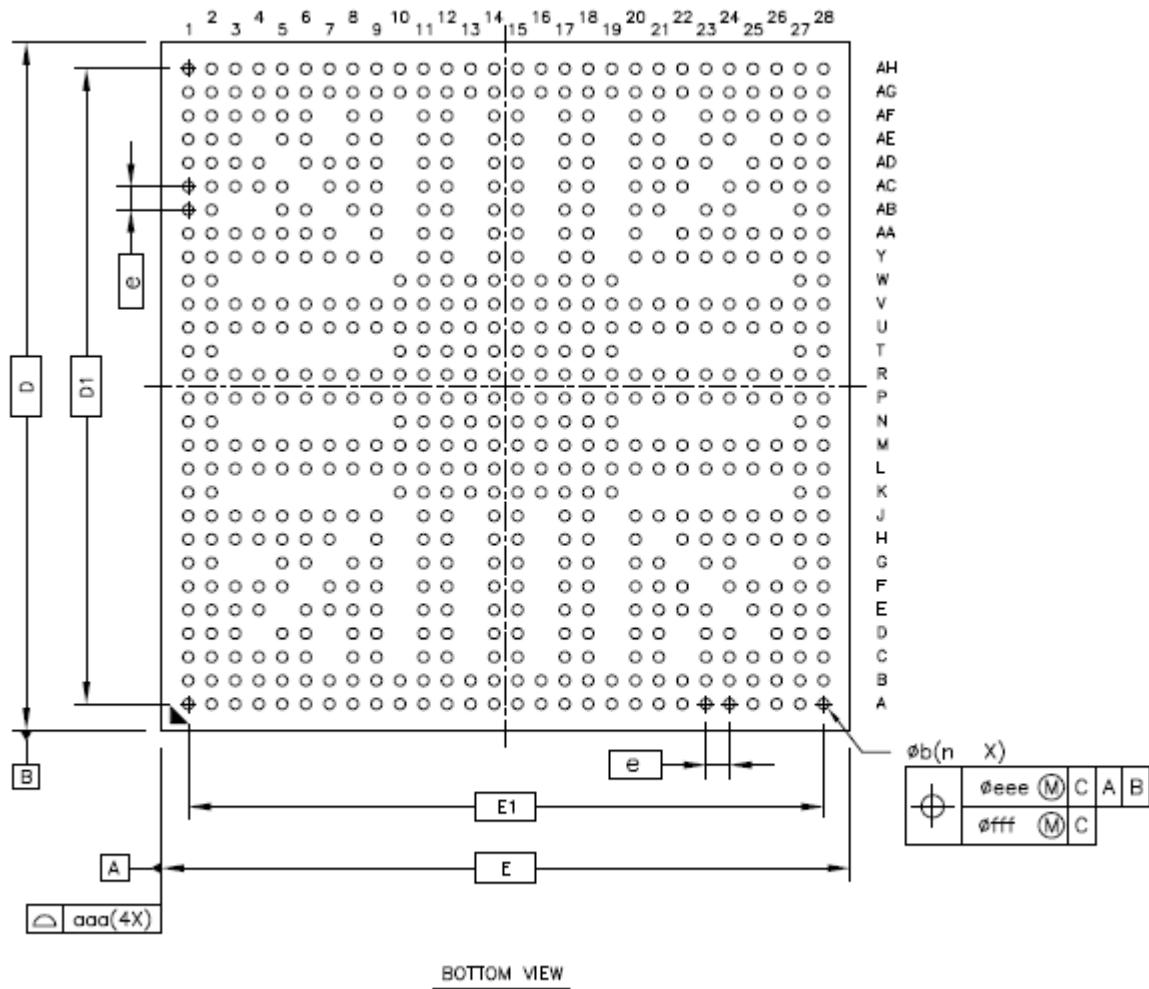 2 4 6 8 10 12 14 16 18 20 22 24 26 28
1 3 5 7 9 11 13 15 17 19 21 23 25 27
AH
AG
AF
AE
AD
AC
AB
AA
Y
W
V
U
T
R
P
N
M
L
K
J
H
G
F
E
D
C
B
A
e
D
D1
B
e
E1
A
E
aaa(4X)
Øb(n X)
Øeee Ⓜ C A B
Øfff Ⓜ C
BOTTOM VIEW